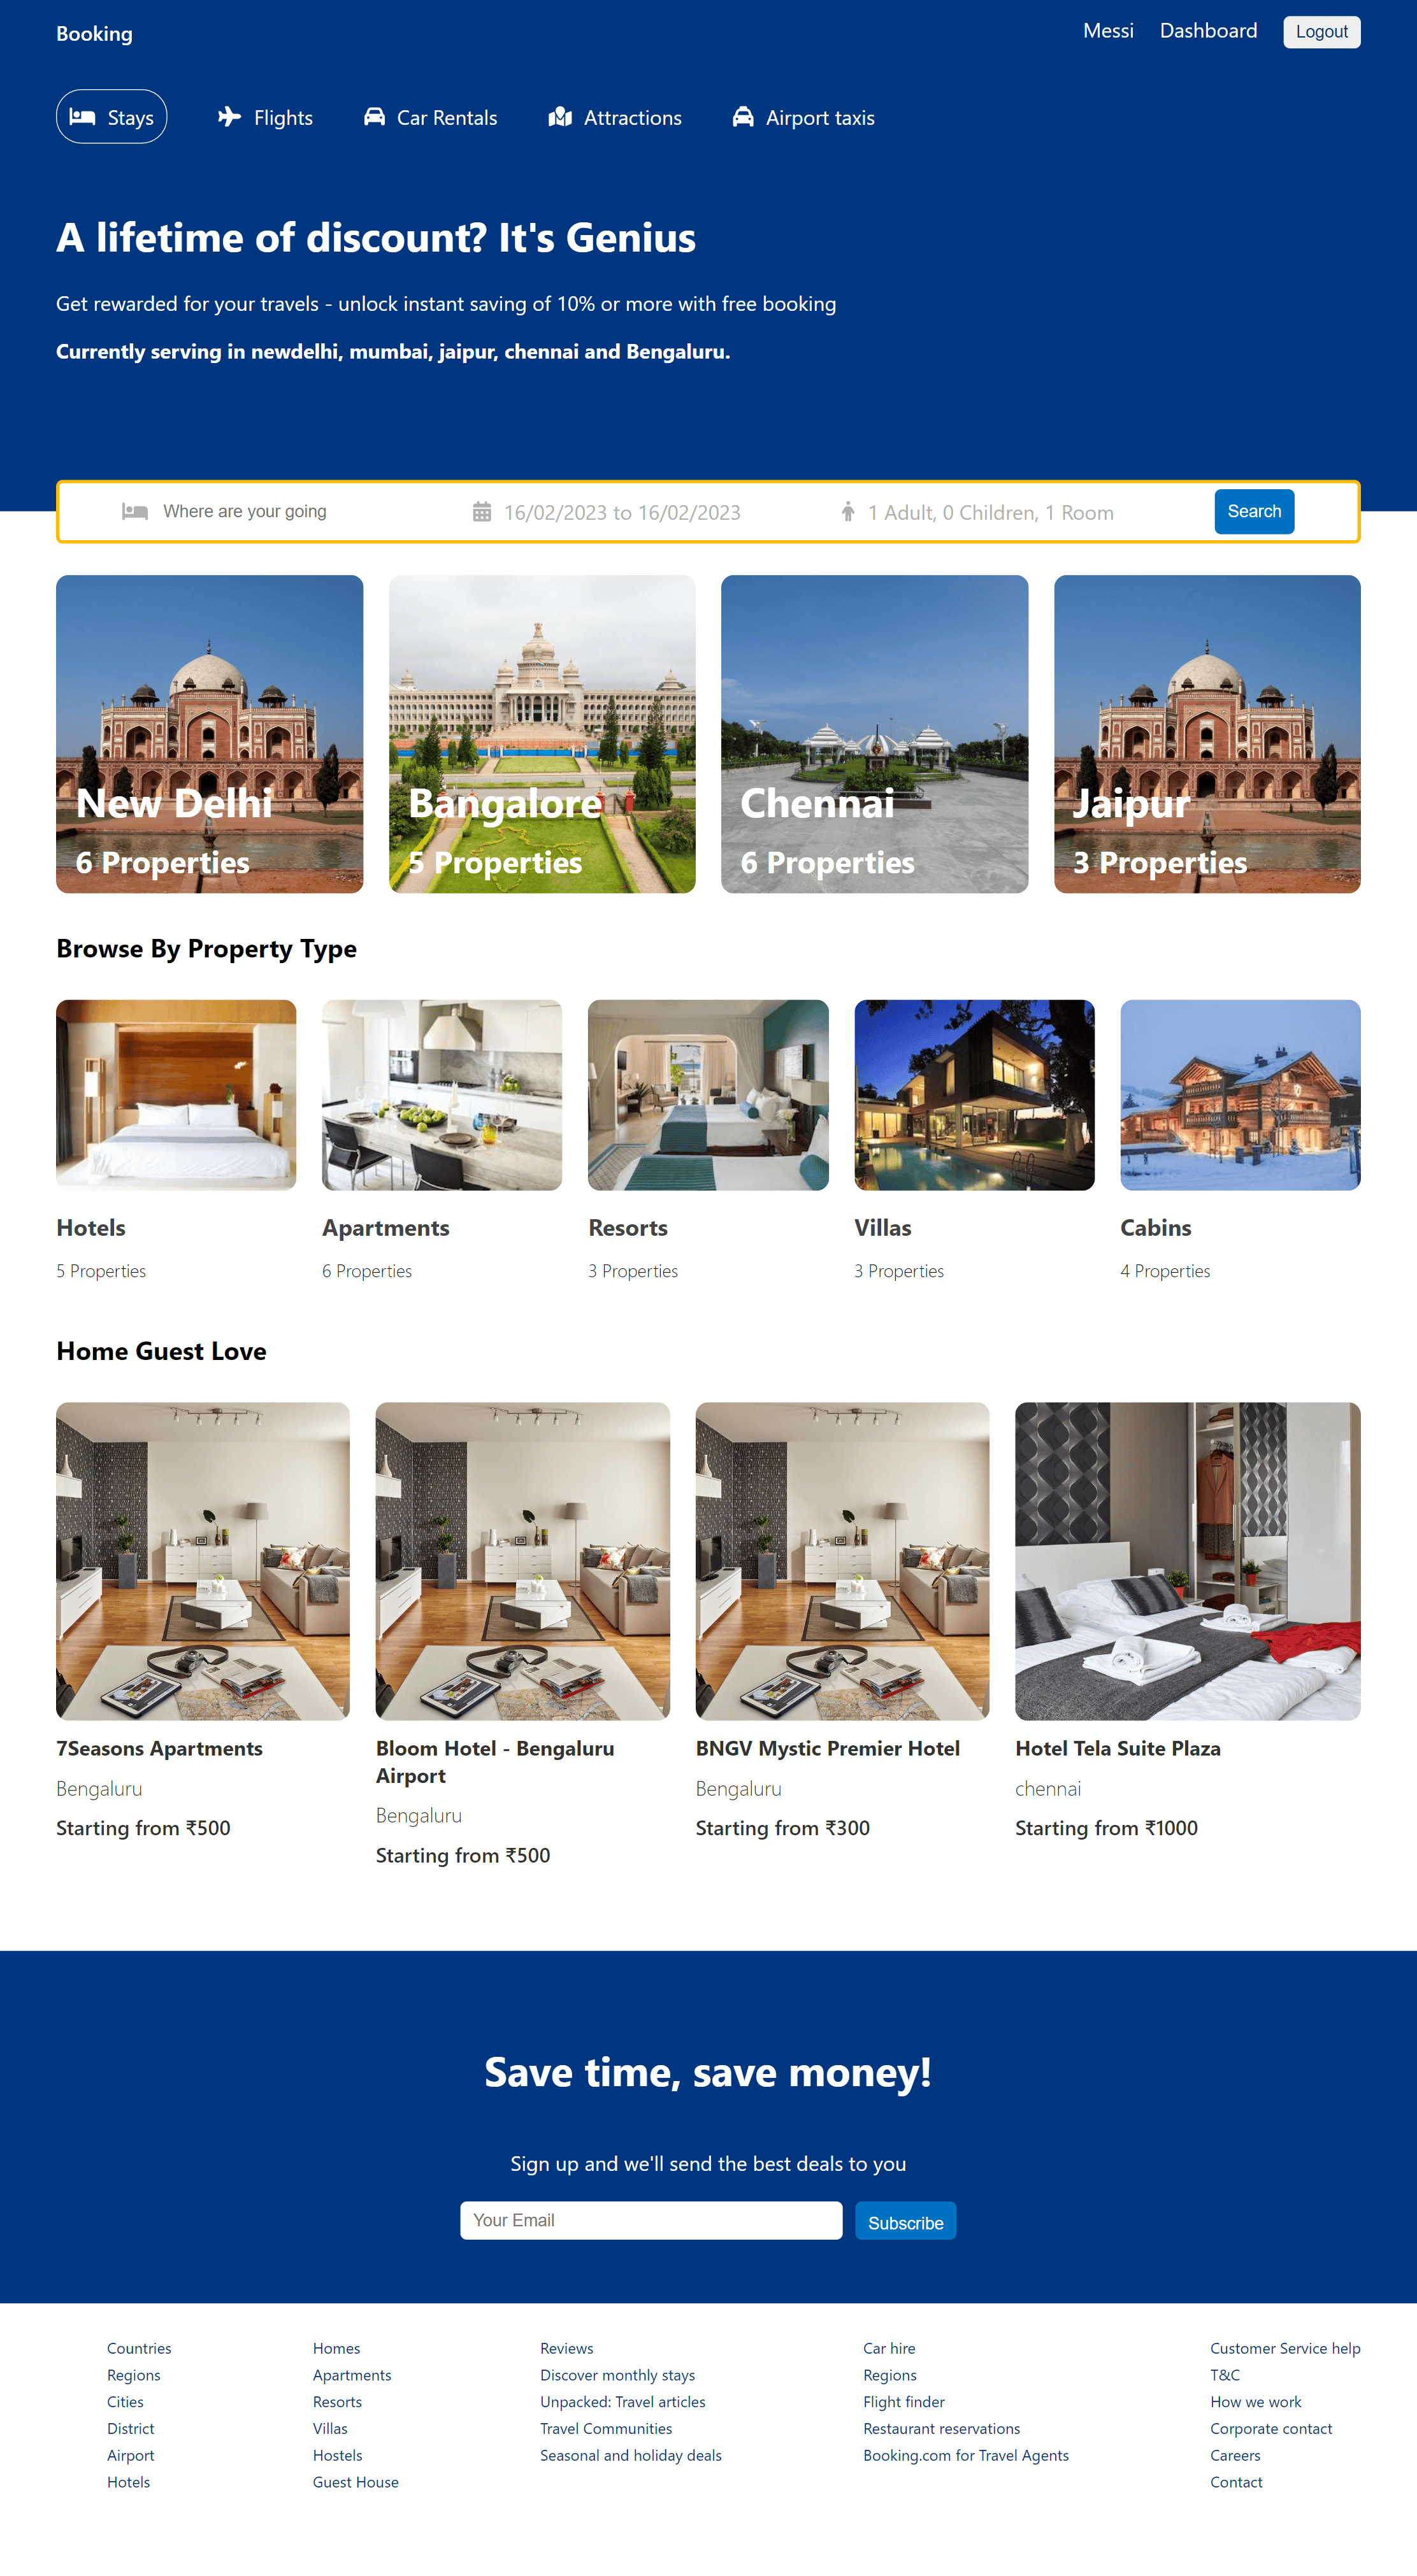 Booking
Messi
Dashboard
Logout
Stays
Flights
Car Rentals
Attractions
Airport taxis
A lifetime of discount? It's Genius
Get rewarded for your travels - unlock instant saving of 10% or more with free booking
Currently serving in newdelhi, mumbai, jaipur, chennai and Bengaluru.
Where are your going
16/02/2023 to 16/02/2023
1 Adult, 0 Children, 1 Room
Search
New Delhi
6 Properties
Bangalore
5 Properties
Chennai
6 Properties
Jaipur
3 Properties
Browse By Property Type
Hotels
5 Properties
Apartments
6 Properties
Resorts
3 Properties
Villas
3 Properties
Cabins
4 Properties
Home Guest Love
7Seasons Apartments
Bengaluru
Starting from ₹500
Bloom Hotel - Bengaluru
Airport
Bengaluru
Starting from ₹500
BNGV Mystic Premier Hotel
Bengaluru
Starting from ₹300
Hotel Tela Suite Plaza
chennai
Starting from ₹1000
Save time, save money!
Sign up and we'll send the best deals to you
Your Email
Subscribe
Countries
Regions
Cities
District
Airport
Hotels
Homes
Apartments
Resorts
Villas
Hostels
Guest House
Reviews
Discover monthly stays
Unpacked: Travel articles
Travel Communities
Seasonal and holiday deals
Car hire
Regions
Flight finder
Restaurant reservations
Booking.com for Travel Agents
Customer Service help
T&C
How we work
Corporate contact
Careers
Contact